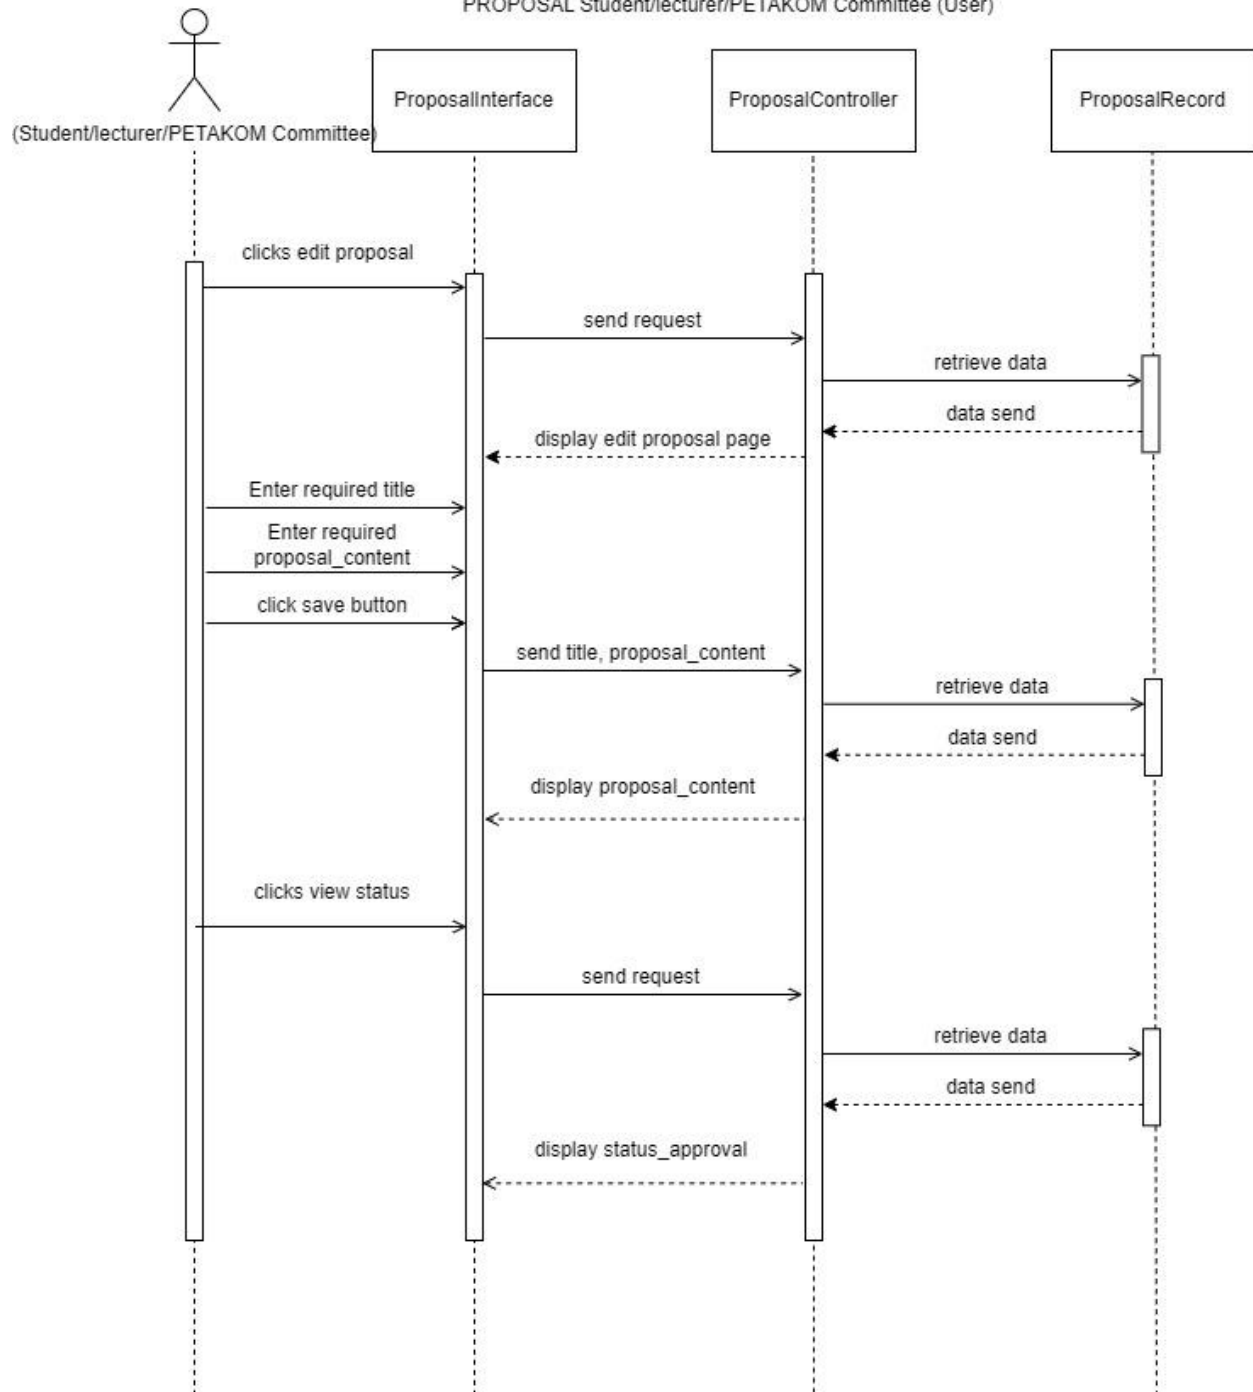 PROPOSAL Student/lecturer/PETAKOM Committee (User)
ProposalInterface
ProposalController
ProposalRecord
(Student/lecturer/PETAKOM Committee)
clicks edit proposal
send request
retrieve data
data send
display edit proposal page
Enter required title
Enter required
proposal_content
click save button
send title, proposal_content
retrieve data
data send
display proposal_content
clicks view status
send request
retrieve data
data send
display status_approval